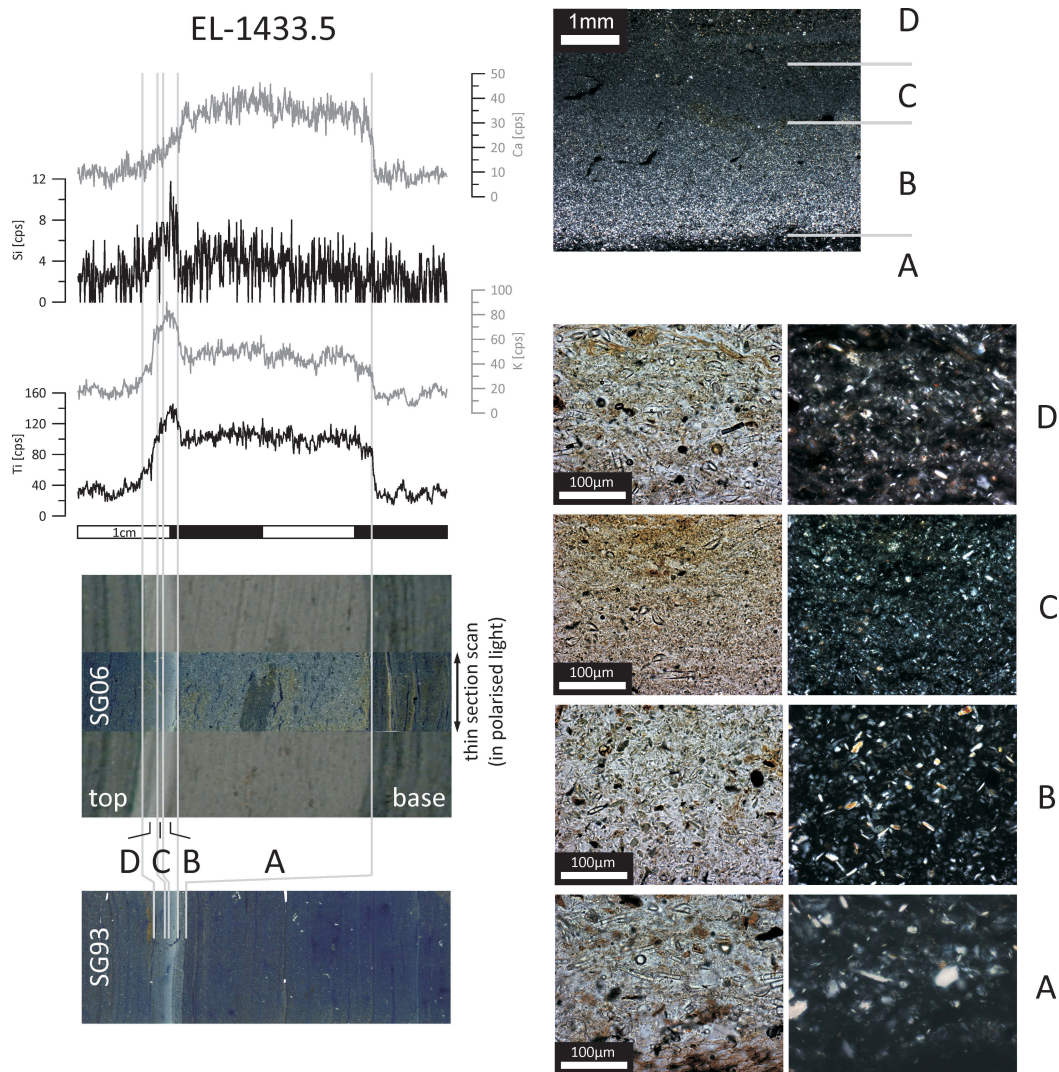 EL-1433.5
50
40
30
20
10
0
Ca [cps]
12
8
4
0
Si [cps]
100
80
60
40
20
0
K [cps]
160
120
80
40
0
Ti [cps]
1cm
SG06
top
base
thin section scan
(in polarised light)
D C B A
SG93
1mm
D
C
B
A
100µm
D
100µm
C
100µm
B
100µm
A